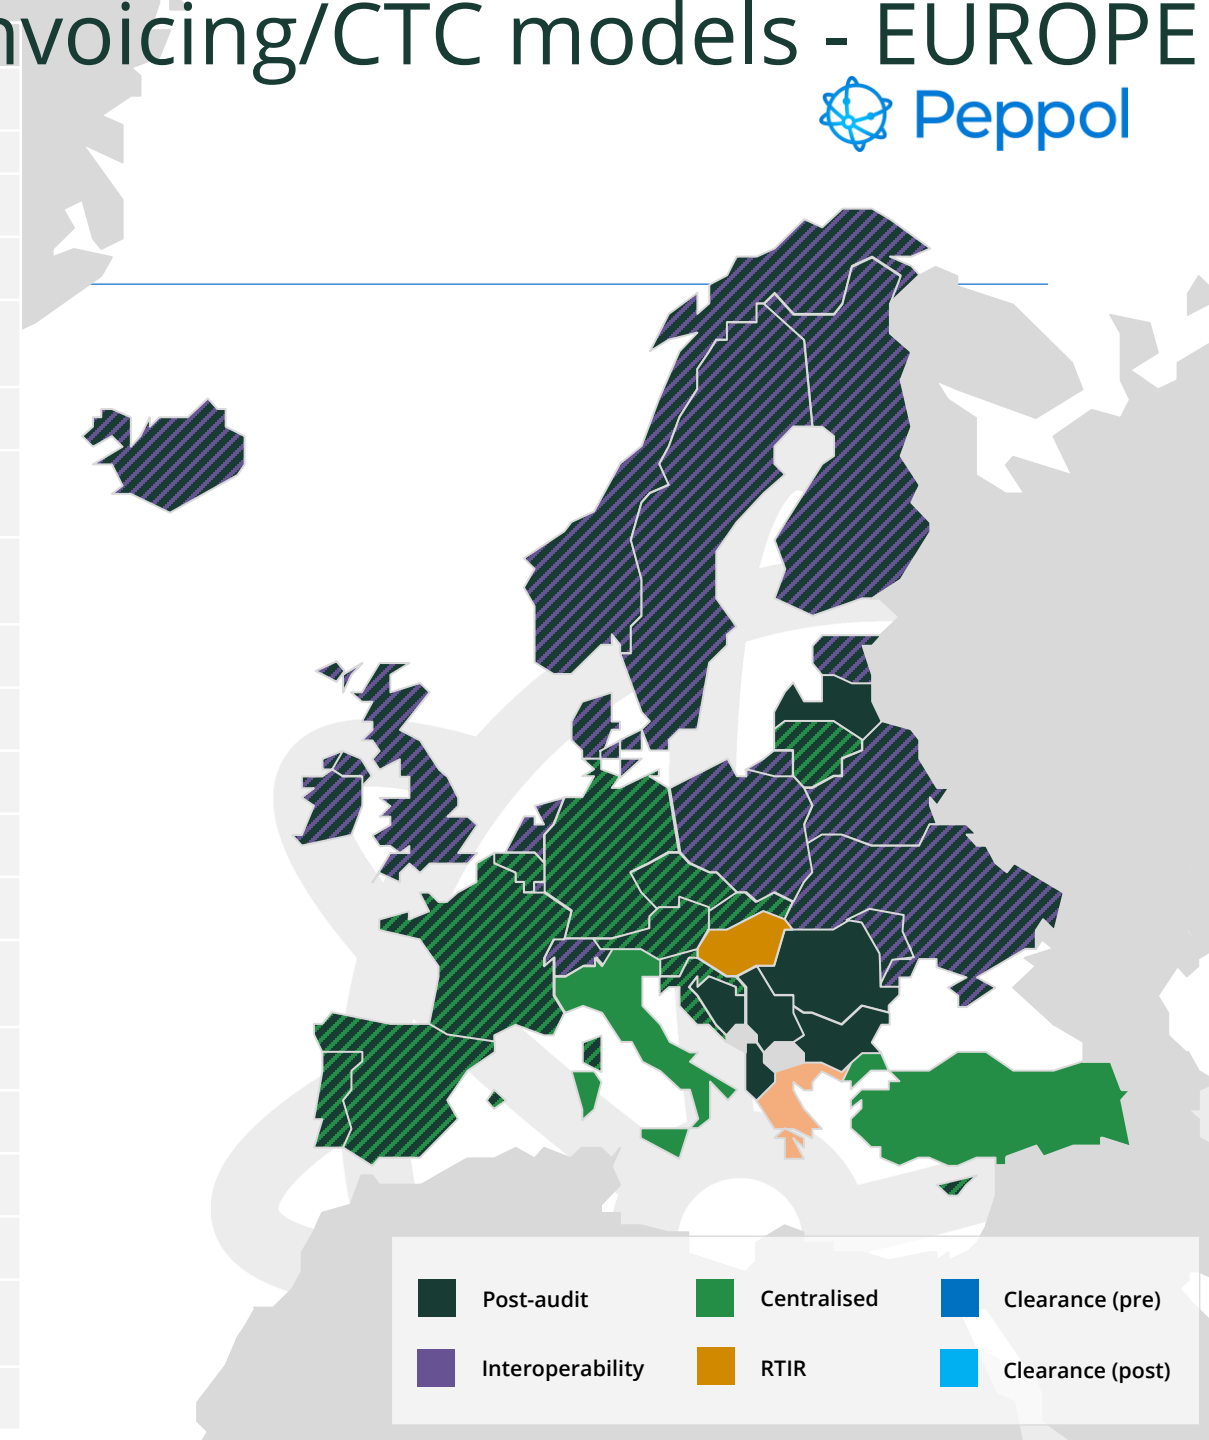 nvoicing/CTC models - EUROPE
Peppol
Post-audit
Centralised
Clearance (pre)
Interoperability
RTIR
Clearance (post)